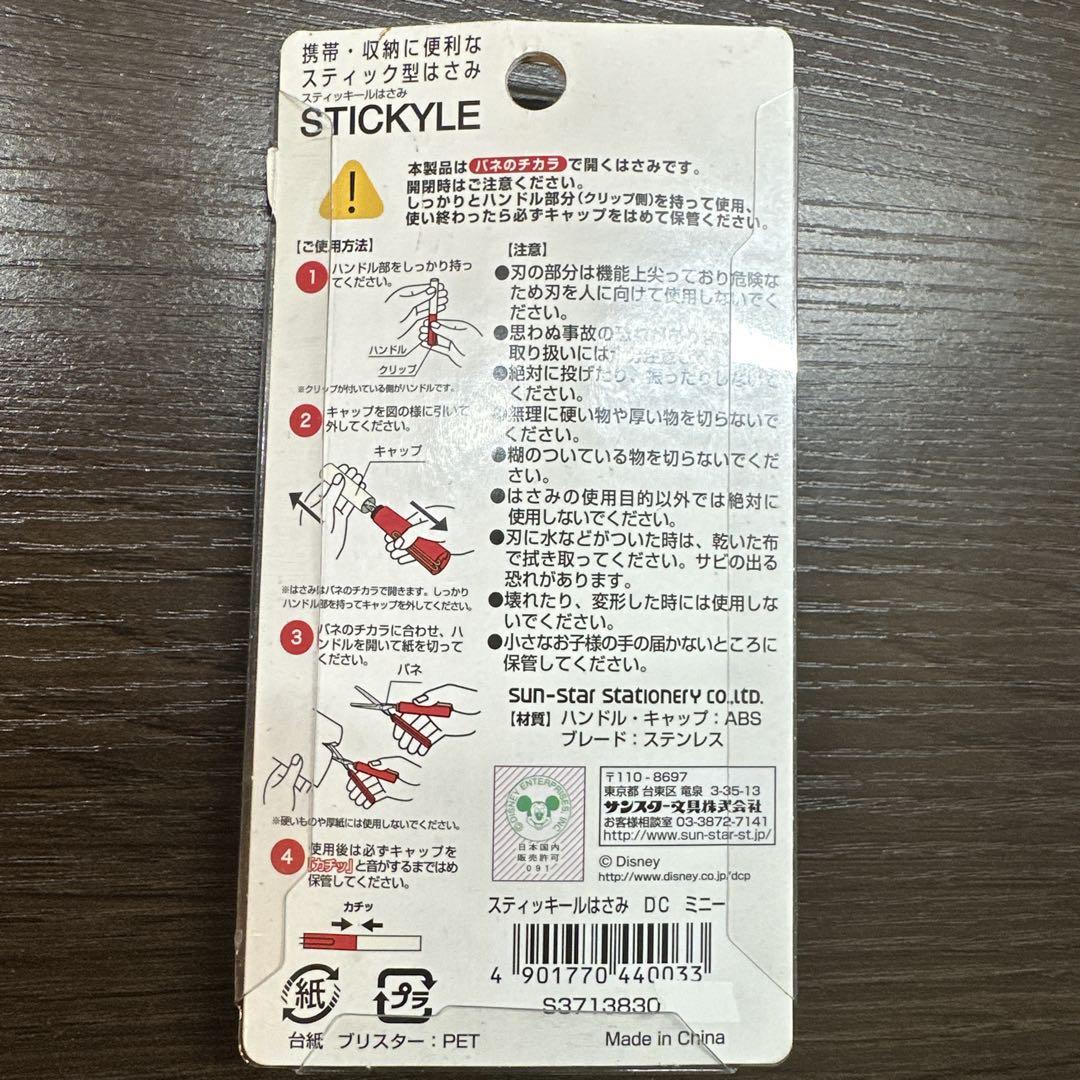 携帯・収納に便利な
スティック型はさみ
スティッキールはさみ
STICKYLE
本製品はバネのチカラで開くはさみです。
開閉時はご注意ください。
しっかりとハンドル部分（クリップ側）を持って使用、
使い終わったら必ずキャップをはめて保管ください。
【ご使用方法】
1 ハンドル部をしっかり持っ
てください。
ハンドル
クリップ
※クリップが付いている側がハンドルです。
2 キャップを図の様に引いて
外してください。
キャップ
※はさみはバネのチカラで開きます。しっかり
ハンドル部を持ってキャップを外してください。
3 バネのチカラに合わせ、ハ
ンドルを開いて紙を切って
ください。
バネ
※硬いものや厚紙には使用しないでください。
4 使用後は必ずキャップを
「カチッ」と音がするまではめ
保管してください。
カチッ
紙
プラ
台紙 ブリスター：PET
【注意】
●刃の部分は機能上尖っており危険な
ため刃を人に向けて使用しないでく
ださい。
●思わぬ事故の
取り扱いには
●絶対に投げたり、振ったりしないで
ください。
●無理に硬い物や厚い物を切らないで
ください。
●糊のついている物を切らないでくだ
さい。
●はさみの使用目的以外では絶対に
使用しないでください。
●刃に水などがついた時は、乾いた布
で拭き取ってください。サビの出る
恐れがあります。
●壊れたり、変形した時には使用しな
いでください。
●小さなお子様の手の届かないところに
保管してください。
SUN-STAR STATIONERY CO.,LTD.
【材質】ハンドル・キャップ：ABS
ブレード：ステンレス
©DISNEY ENTERPRISES, INC.
日本国内
販売許可
091
〒110-8697
東京都 台東区 竜泉 3-35-13
サンスター文具株式会社
お客様相談室 03-3872-7141
http://www.sun-star-st.jp/
© Disney
http://www.disney.co.jp/dcp
スティッキールはさみ DC ミニー
4 901770 440033
S3713830
Made in China